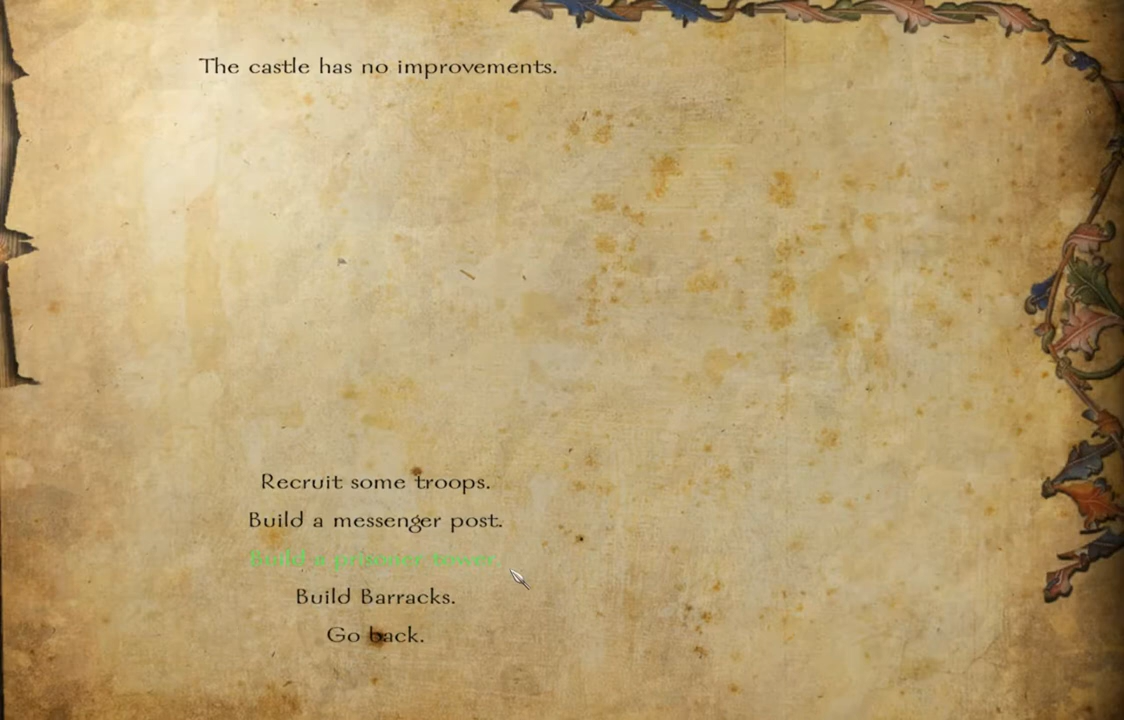 The castle has no improvements.
Recruit some troops.
Build a messenger post.
Build a prisoner tower.
Build Barracks.
Go back.